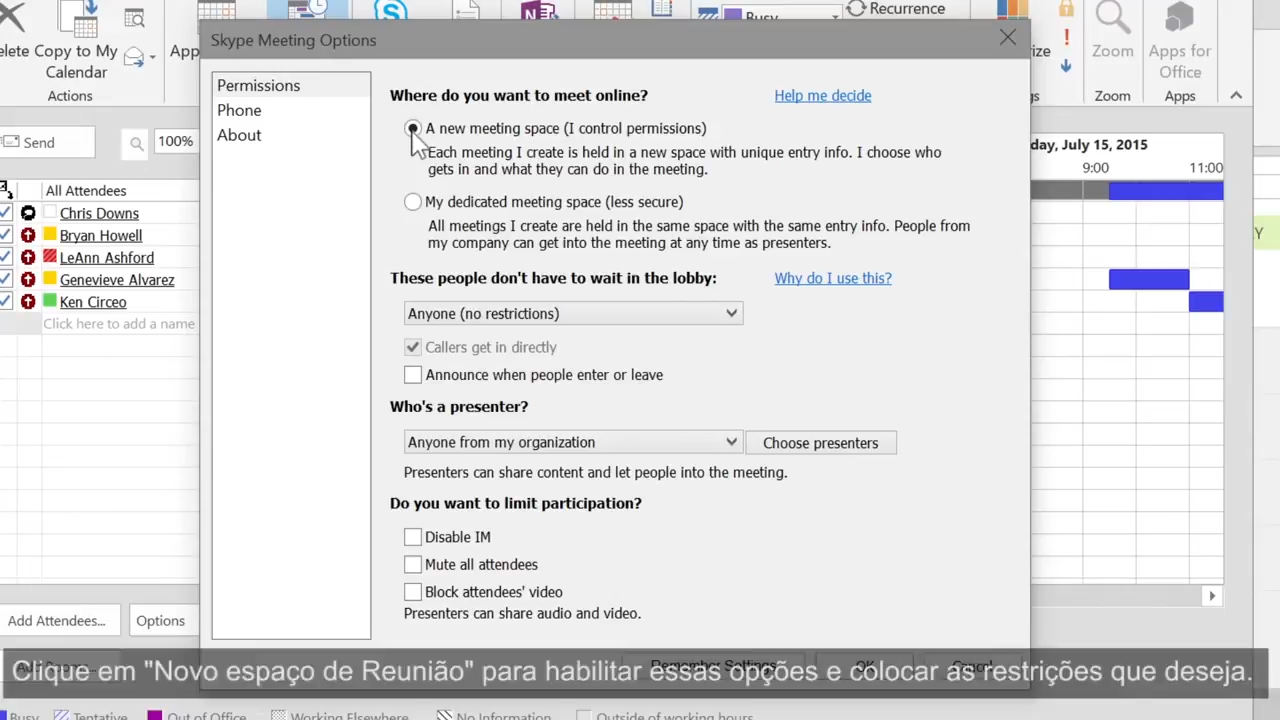 elete Copy to My
Calendar
Actions
App
Busy
Recurrence
ize
Zoom
Apps for
Office
gs
Zoom
Apps
Skype Meeting Options
Send
100%
All Attendees
Chris Downs
Bryan Howell
LeAnn Ashford
Genevieve Alvarez
Ken Circeo
Click here to add a name
Add Attendees...
Options
Permissions
Phone
About
Where do you want to meet online?
Help me decide
A new meeting space (I control permissions)
Each meeting I create is held in a new space with unique entry info. I choose who
gets in and what they can do in the meeting.
My dedicated meeting space (less secure)
All meetings I create are held in the same space with the same entry info. People from
my company can get into the meeting at any time as presenters.
These people don't have to wait in the lobby:
Why do I use this?
Anyone (no restrictions)
Callers get in directly
Announce when people enter or leave
Who's a presenter?
Anyone from my organization
Choose presenters
Presenters can share content and let people into the meeting.
Do you want to limit participation?
Disable IM
Mute all attendees
Block attendees' video
Presenters can share audio and video.
Remember Settings
OK
Cancel
day, July 15, 2015
9:00
11:00
Y
Clique em "Novo espaço de Reunião" para habilitar essas opções e colocar as restrições que deseja.
Busy
Tentative
Out of Office
Working Elsewhere
No Information
Outside of working hours